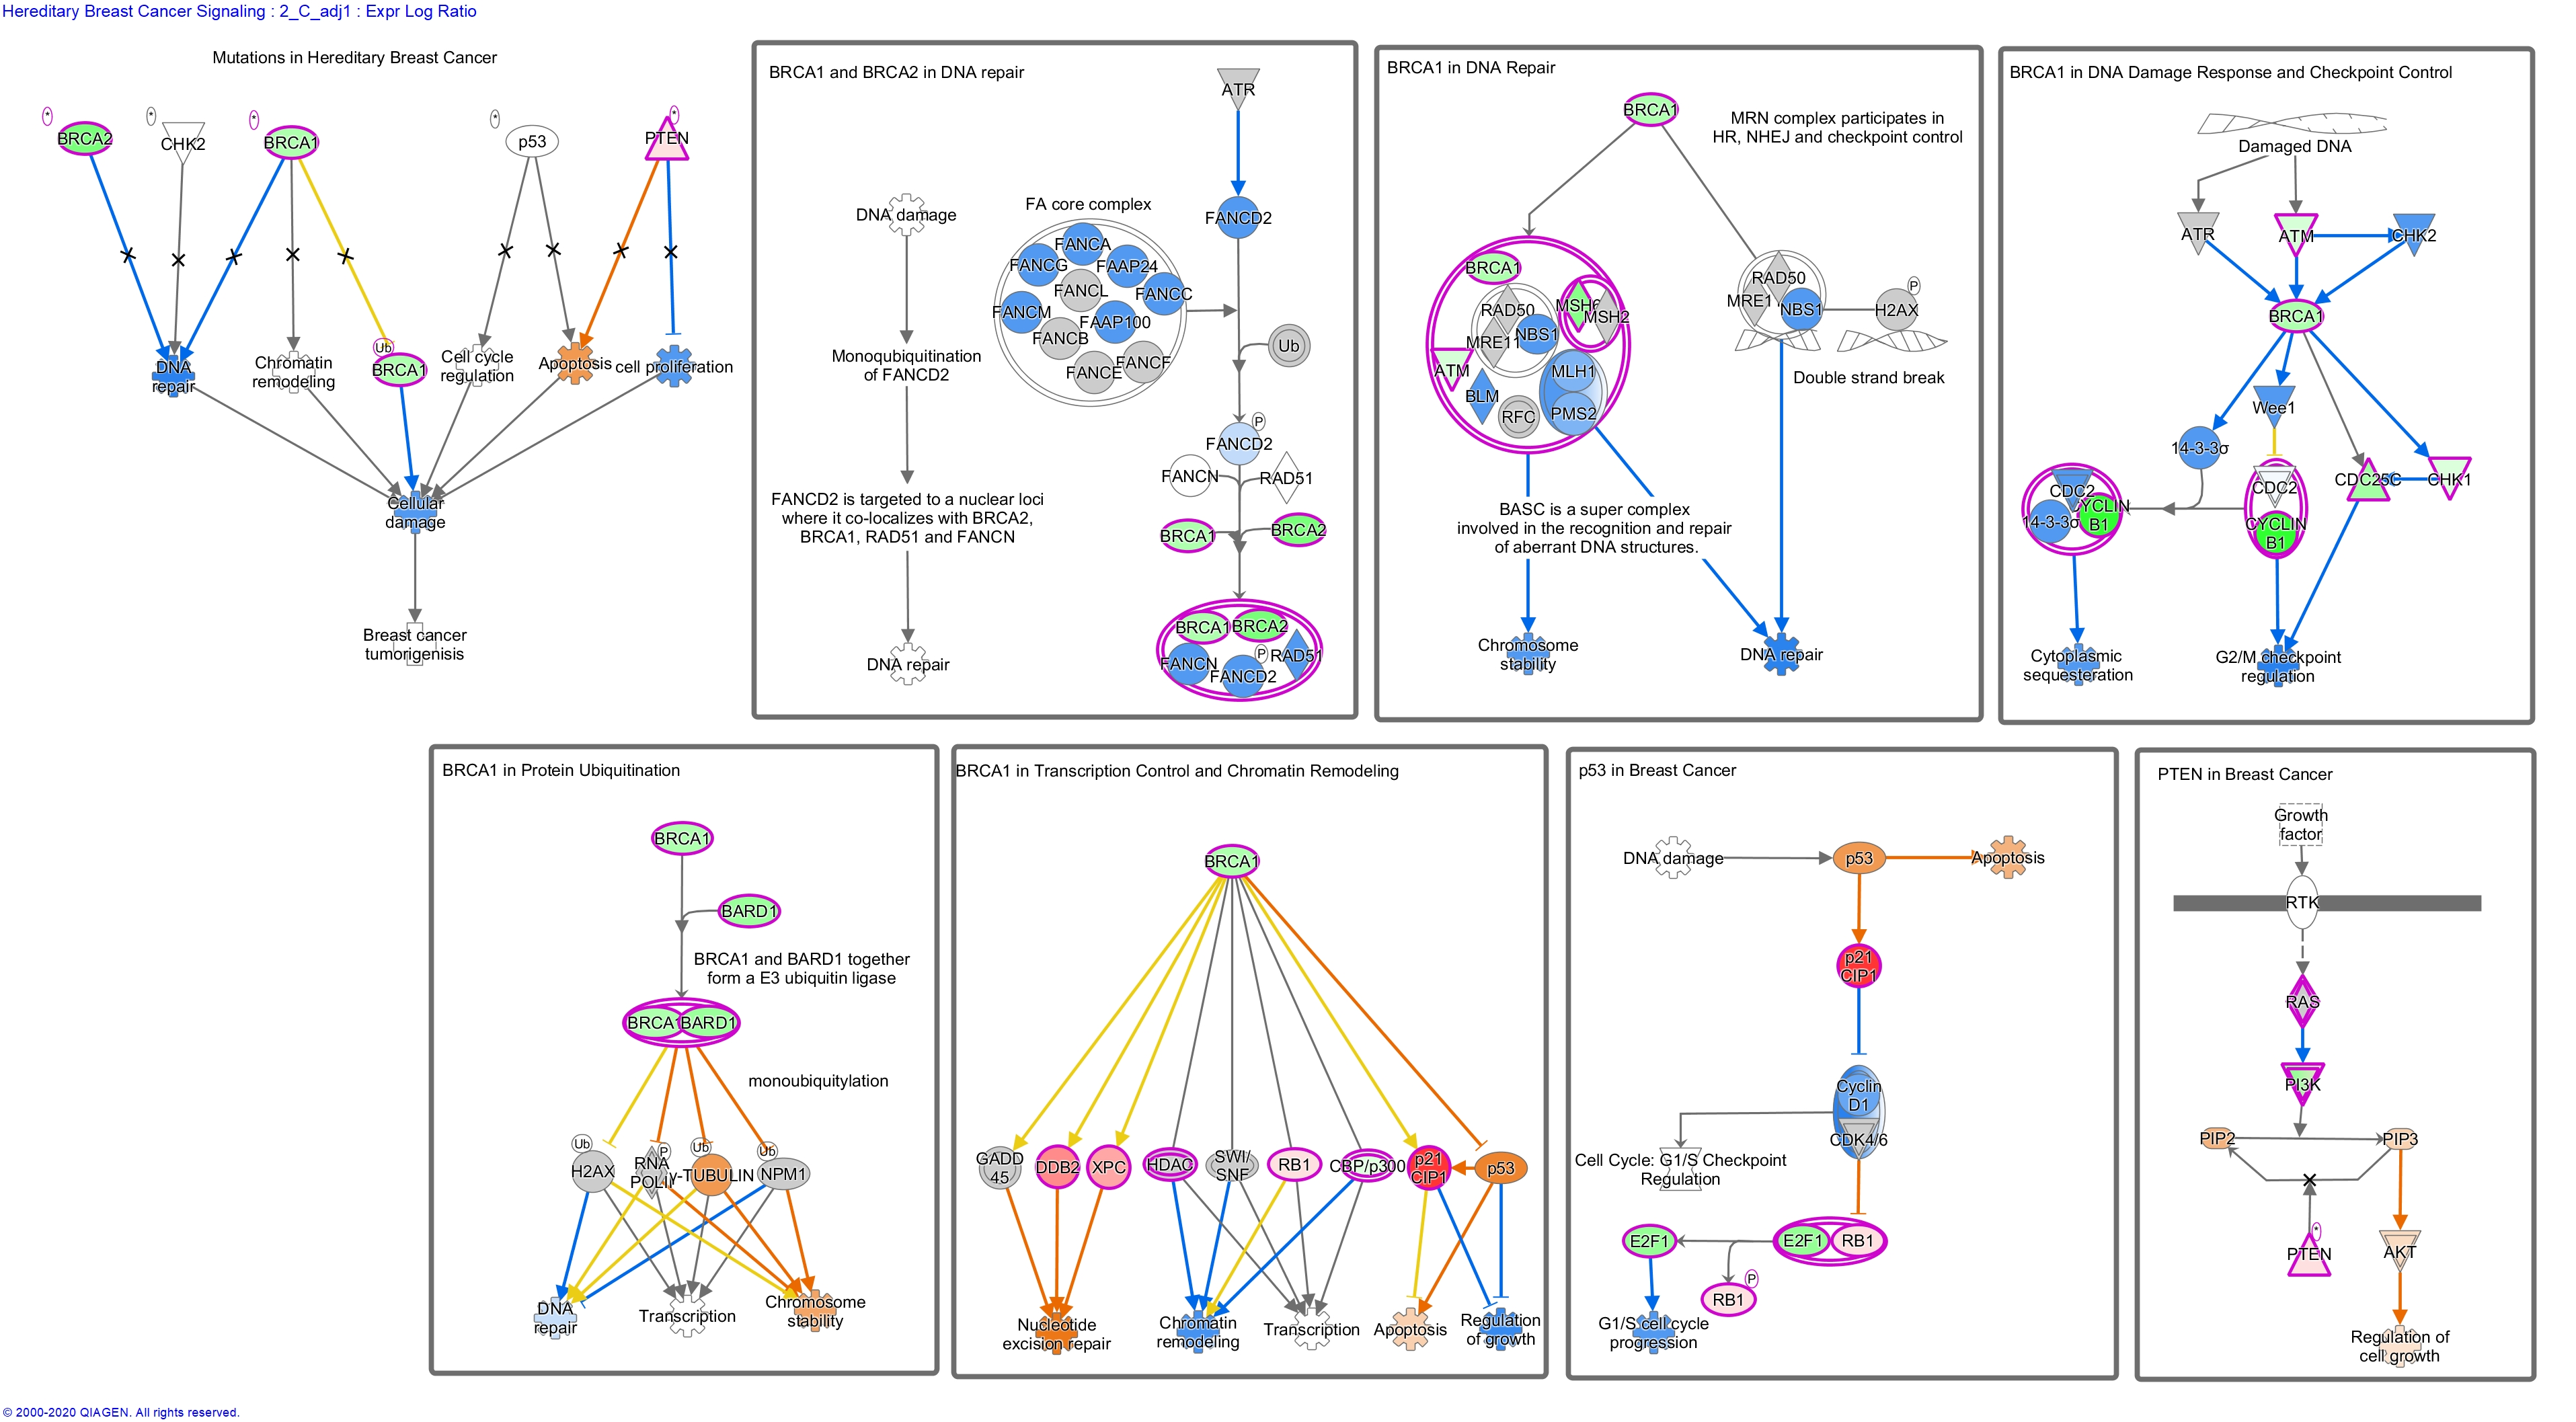 Hereditary Breast Cancer Signaling : 2_C_adj1 : Expr Log Ratio
Mutations in Hereditary Breast Cancer
*
BRCA2
*
CHK2
*
BRCA1
*
p53
*
PTEN
DNA
repair
Chromatin
remodeling
Ub
BRCA1
Cell cycle
regulation
Apoptosis
cell proliferation
Cellular
damage
Breast cancer
tumorigenisis
BRCA1 and BRCA2 in DNA repair
ATR
DNA damage
FA core complex
FANCD2
FANCA
FANCG
FAAP24
FANCL
FANCC
FANCM
FAAP100
FANCB
FANCE
FANCF
Ub
Monoqubiquitination
of FANCD2
P
FANCD2
FANCN
RAD51
FANCD2 is targeted to a nuclear loci
where it co-localizes with BRCA2,
BRCA1, RAD51 and FANCN
BRCA1
BRCA2
BRCA1
BRCA2
FANCN
P
RAD51
FANCD2
DNA repair
BRCA1 in DNA Repair
BRCA1
MRN complex participates in
HR, NHEJ and checkpoint control
BRCA1
RAD50
MSH6
MSH2
NBS1
MRE11
ATM
MLH1
BLM
RFC
PMS2
RAD50
MRE1
NBS1
P
H2AX
Double strand break
BASC is a super complex
involved in the recognition and repair
of aberrant DNA structures.
Chromosome
stability
DNA repair
BRCA1 in DNA Damage Response and Checkpoint Control
Damaged DNA
ATR
ATM
CHK2
BRCA1
Wee1
14-3-3σ
CDC2
CYCLIN
B1
14-3-3σ
CDC2
CYCLIN
B1
CDC25C
CHK1
Cytoplasmic
sequesteration
G2/M checkpoint
regulation
BRCA1 in Protein Ubiquitination
BRCA1
BARD1
BRCA1 and BARD1 together
form a E3 ubiquitin ligase
BRCA1
BARD1
monoubiquitylation
Ub
H2AX
P
RNA
POLII
Ub
γ-TUBULIN
Ub
NPM1
DNA
repair
Transcription
Chromosome
stability
BRCA1 in Transcription Control and Chromatin Remodeling
BRCA1
GADD
45
DDB2
XPC
HDAC
SWI/
SNF
RB1
CBP/p300
p21
CIP1
p53
Nucleotide
excision repair
Chromatin
remodeling
Transcription
Apoptosis
Regulation
of growth
p53 in Breast Cancer
DNA damage
p53
Apoptosis
p21
CIP1
Cyclin
D1
CDK4/6
Cell Cycle: G1/S Checkpoint
Regulation
E2F1
E2F1
RB1
P
RB1
G1/S cell cycle
progression
PTEN in Breast Cancer
Growth
factor
RTK
RAS
PI3K
PIP2
PIP3
*
PTEN
AKT
Regulation of
cell growth
© 2000-2020 QIAGEN. All rights reserved.